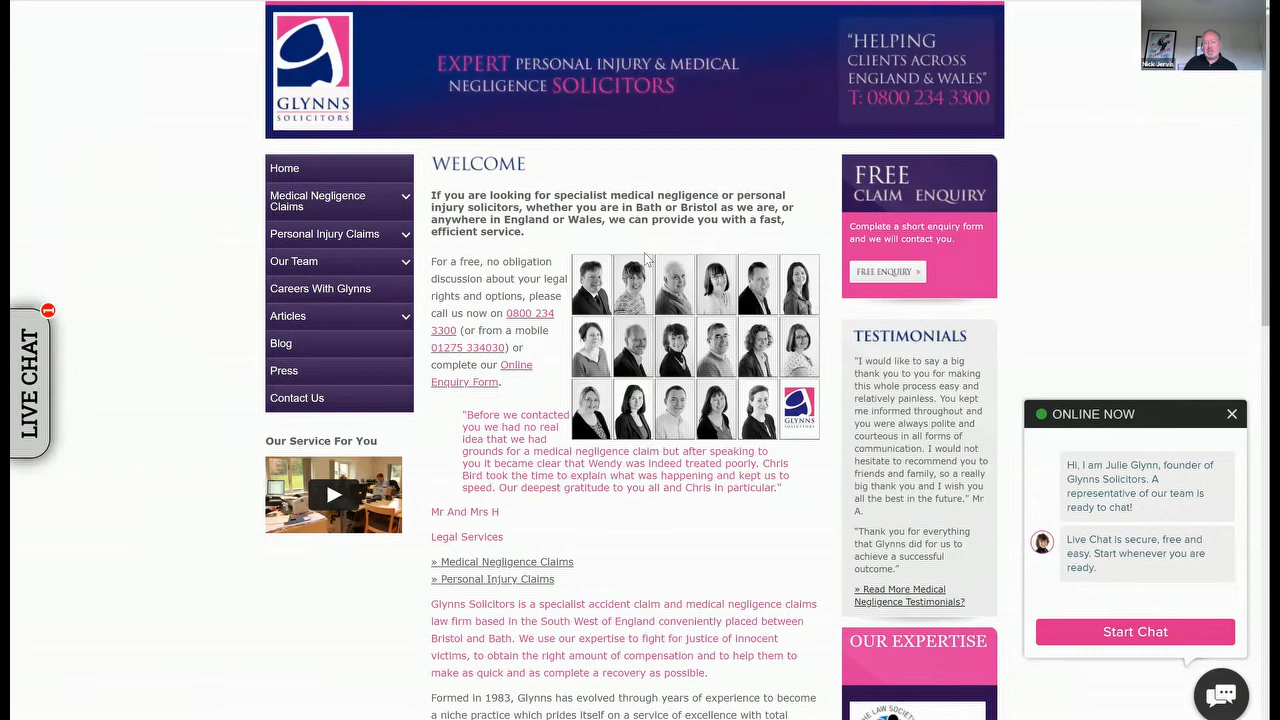 GLYNNS
SOLICITORS
EXPERT PERSONAL INJURY & MEDICAL
NEGLIGENCE SOLICITORS
“HELPING
CLIENTS ACROSS
ENGLAND & WALES”
T: 0800 234 3300
Nick Jervis
Home
Medical Negligence
Claims
Personal Injury Claims
Our Team
Careers With Glynns
Articles
Blog
Press
Contact Us
Our Service For You
LIVE CHAT
1
WELCOME
If you are looking for specialist medical negligence or personal
injury solicitors, whether you are in Bath or Bristol as we are, or
anywhere in England or Wales, we can provide you with a fast,
efficient service.
For a free, no obligation
discussion about your legal
rights and options, please
call us now on 0800 234
3300 (or from a mobile
01275 334030) or
complete our Online
Enquiry Form.
GLYNNS
SOLICITORS
"Before we contacted
you we had no real
idea that we had
grounds for a medical negligence claim but after speaking to
you it became clear that Wendy was indeed treated poorly. Chris
Bird took the time to explain what was happening and kept us to
speed. Our deepest gratitude to you all and Chris in particular."
Mr And Mrs H
Legal Services
» Medical Negligence Claims
» Personal Injury Claims
Glynns Solicitors is a specialist accident claim and medical negligence claims
law firm based in the South West of England conveniently placed between
Bristol and Bath. We use our expertise to fight for justice of innocent
victims, to obtain the right amount of compensation and to help them to
make as quick and as complete a recovery as possible.
Formed in 1983, Glynns has evolved through years of experience to become
a niche practice which prides itself on a service of excellence with total
FREE
CLAIM ENQUIRY
Complete a short enquiry form
and we will contact you.
FREE ENQUIRY »
TESTIMONIALS
"I would like to say a big
thank you to you for making
this whole process easy and
relatively painless. You kept
me informed throughout and
you were always polite and
courteous in all forms of
communication. I would not
hesitate to recommend you to
friends and family, so a really
big thank you and I wish you
all the best in the future." Mr
A.
"Thank you for everything
that Glynns did for us to
achieve a successful
outcome."
» Read More Medical
Negligence Testimonials?
OUR EXPERTISE
THE LAW SOCIETY
ONLINE NOW
Hi, I am Julie Glynn, founder of
Glynns Solicitors. A
representative of our team is
ready to chat!
Live Chat is secure, free and
easy. Start whenever you are
ready.
Start Chat